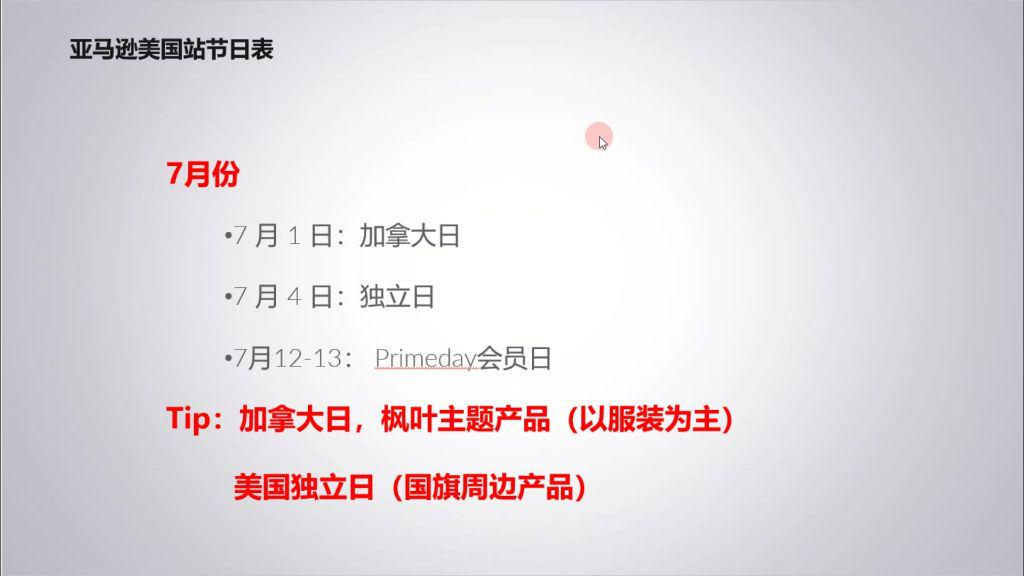 亚马逊美国站节日表
7月份
•7 月 1 日：加拿大日
•7 月 4 日：独立日
•7月12-13： Primeday会员日
Tip：加拿大日，枫叶主题产品（以服装为主）
美国独立日（国旗周边产品）